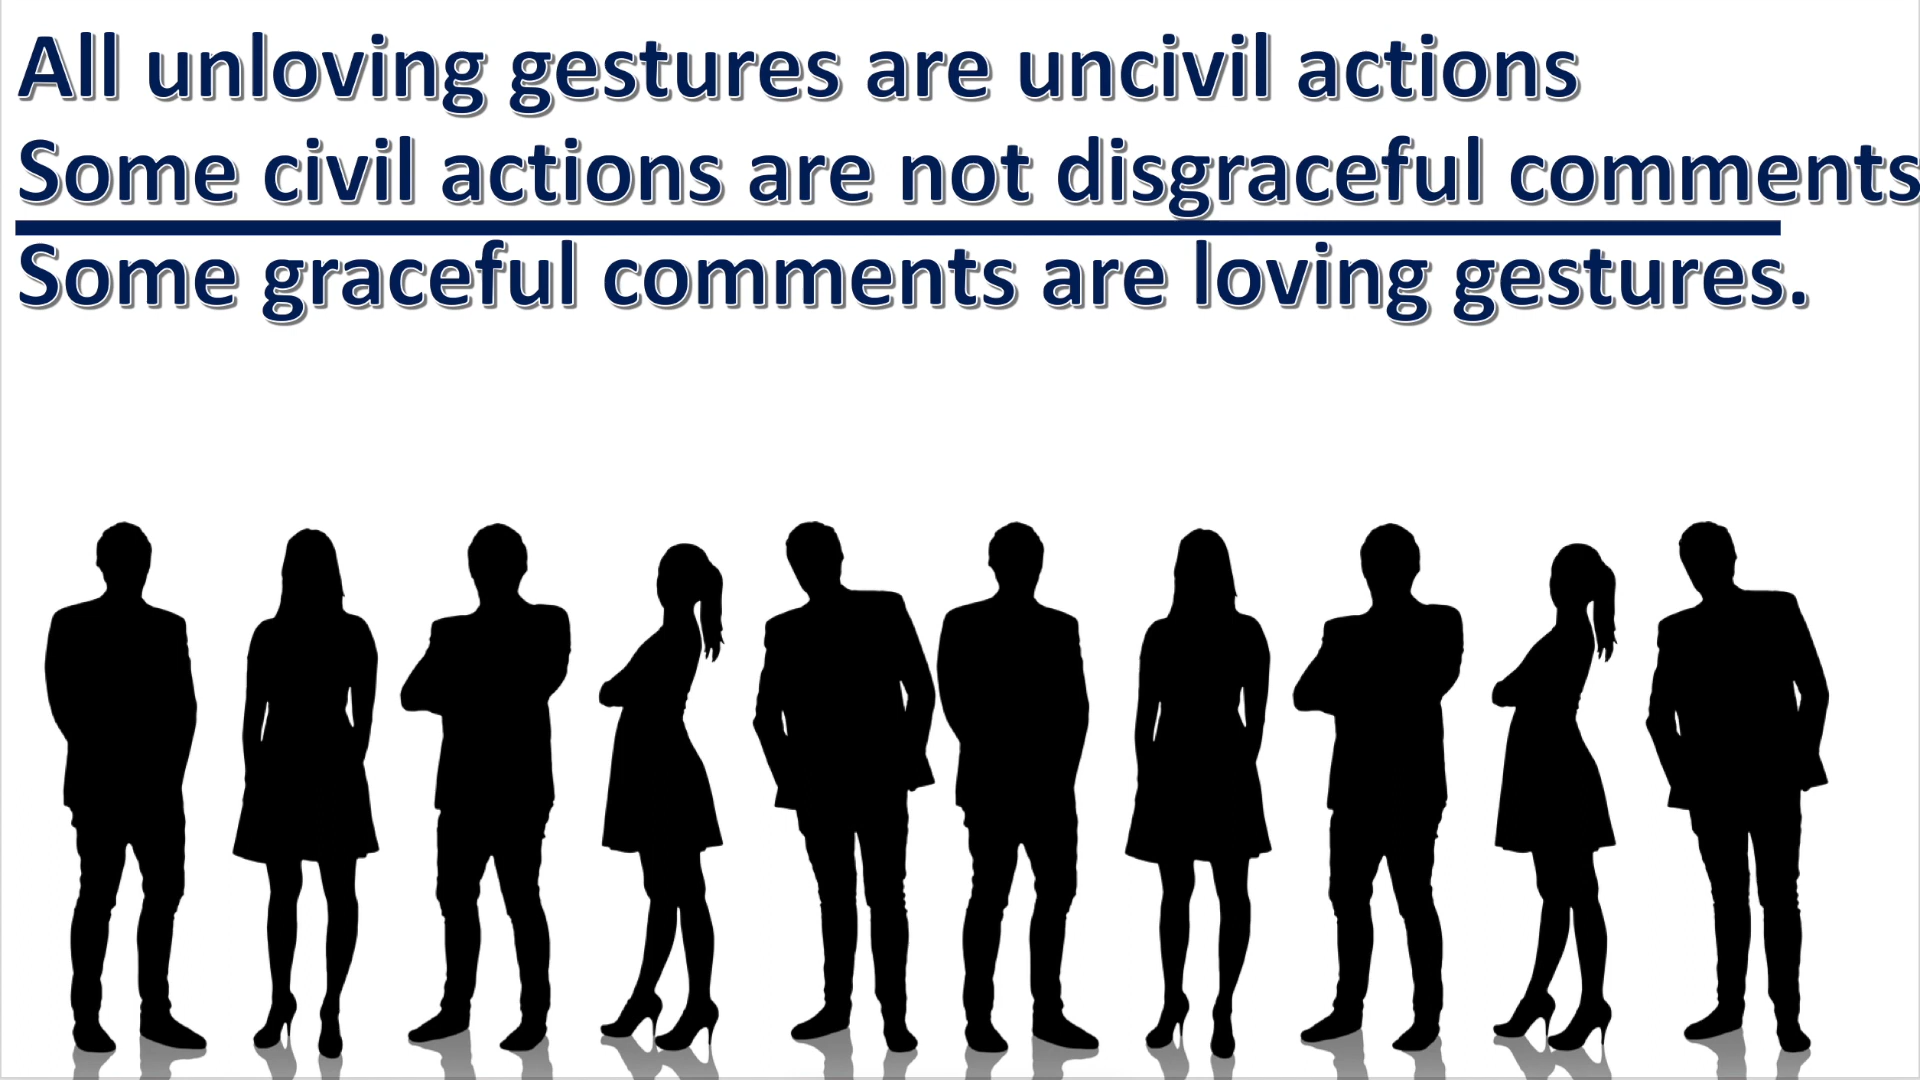 All unloving gestures are uncivil actions
Some civil actions are not disgraceful comments
Some graceful comments are loving gestures.